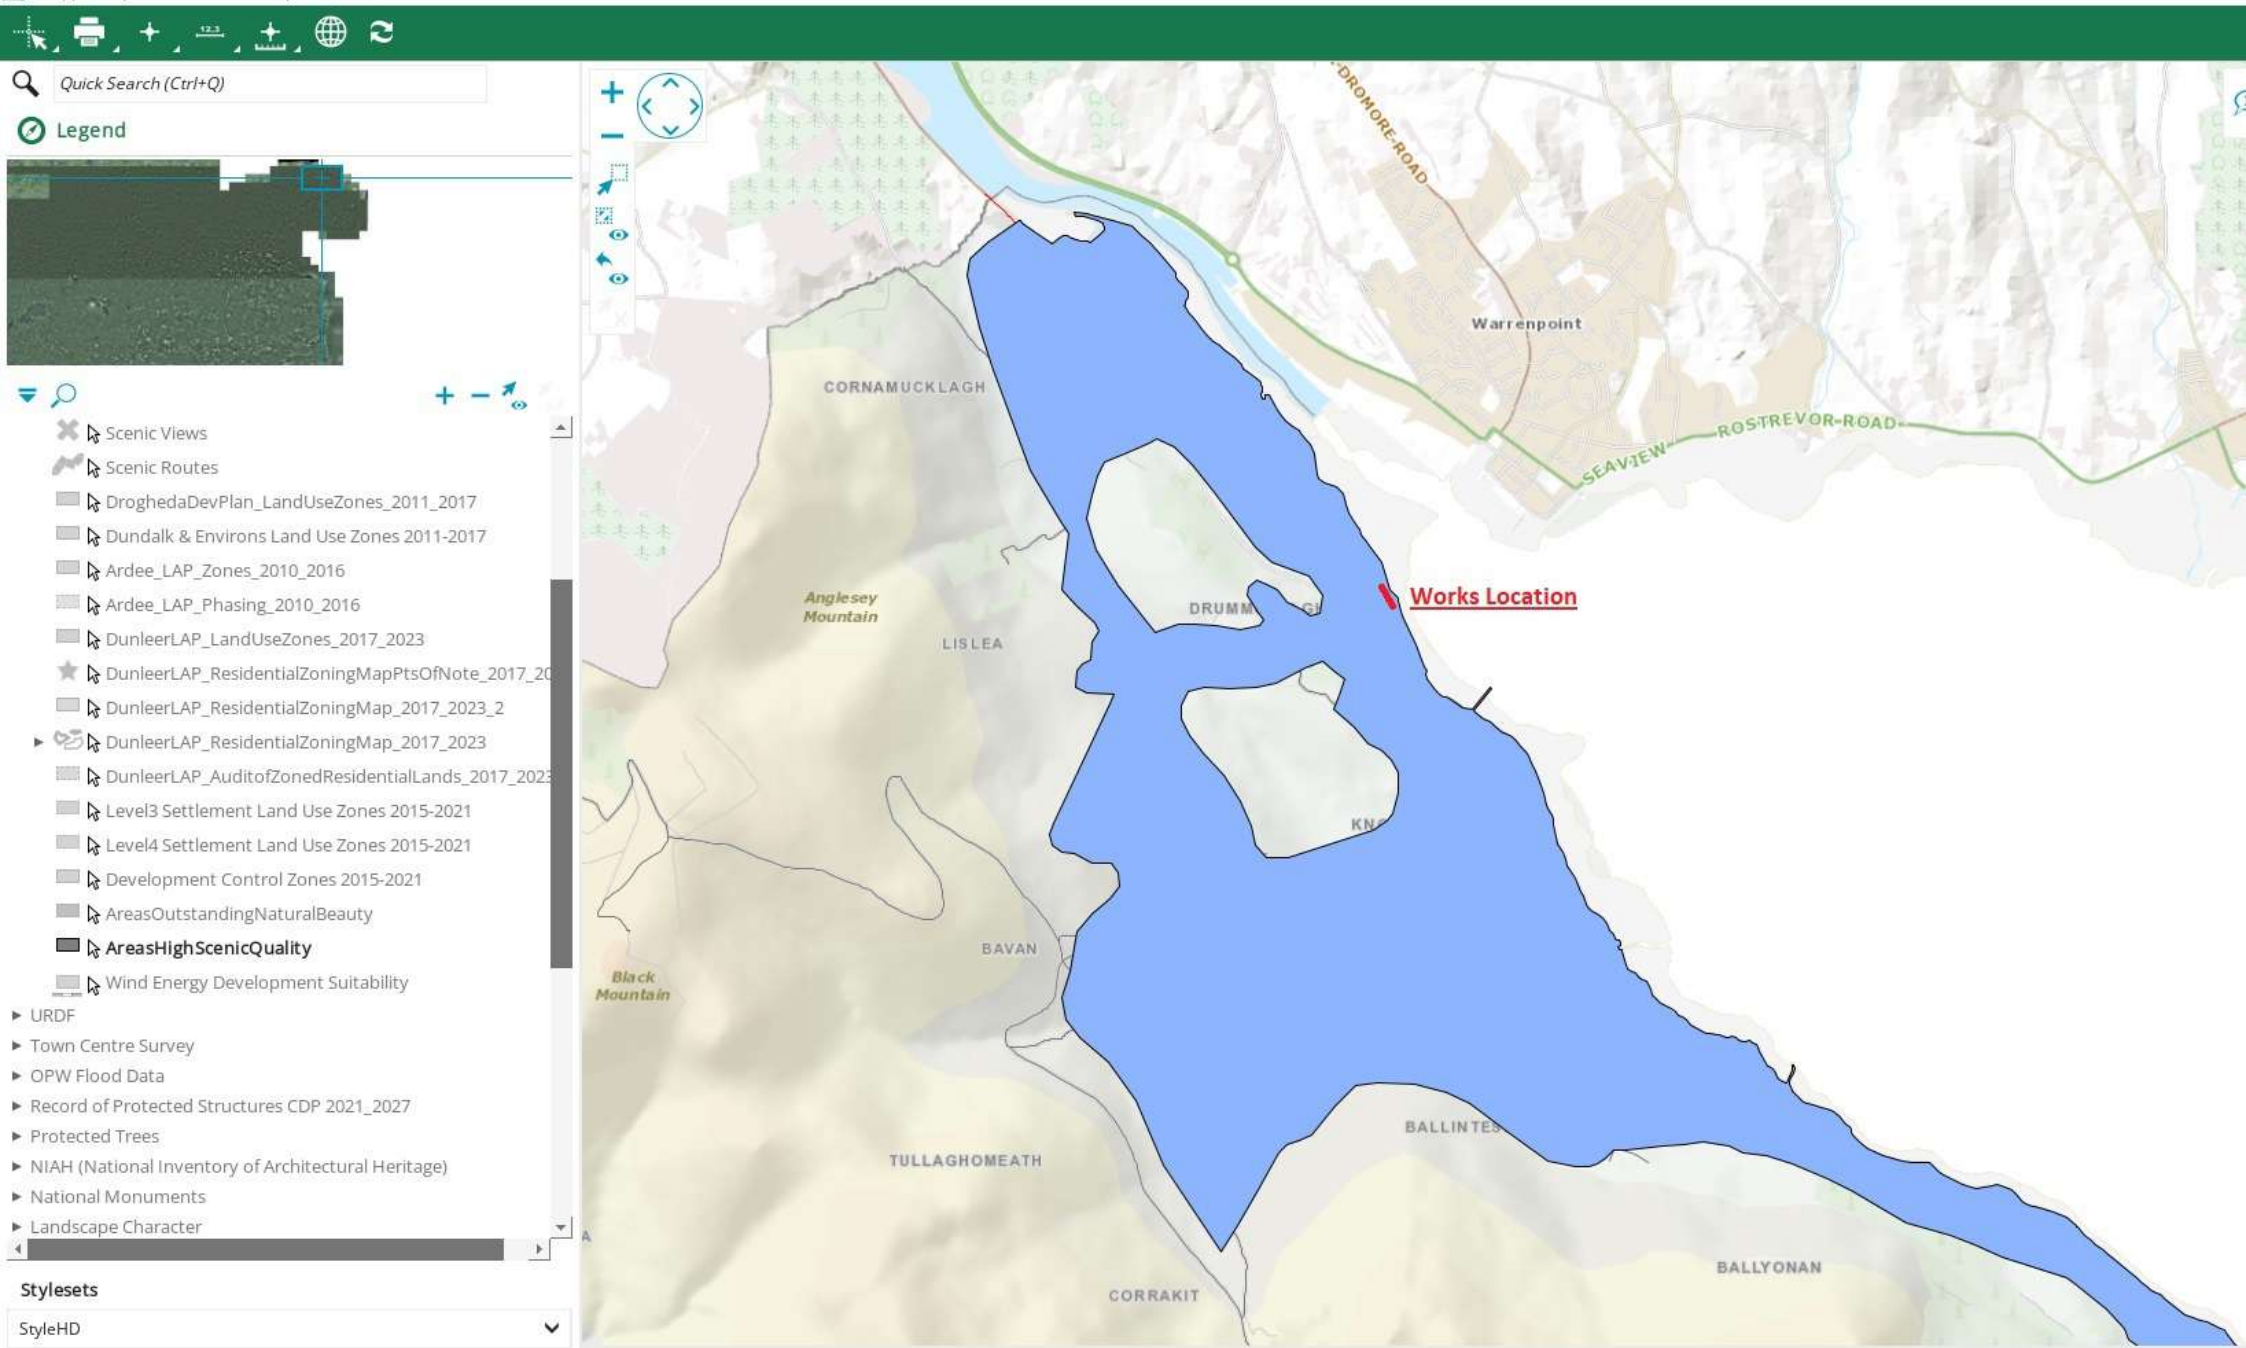 12.3
Quick Search (Ctrl+Q)
Legend
Scenic Views
Scenic Routes
DroghedaDevPlan_LandUseZones_2011_2017
Dundalk & Environs Land Use Zones 2011-2017
Ardee_LAP_Zones_2010_2016
Ardee_LAP_Phasing_2010_2016
DunleerLAP_LandUseZones_2017_2023
DunleerLAP_ResidentialZoningMapPtsOfNote_2017_20
DunleerLAP_ResidentialZoningMap_2017_2023_2
DunleerLAP_ResidentialZoningMap_2017_2023
DunleerLAP_AuditofZonedResidentialLands_2017_2023
Level3 Settlement Land Use Zones 2015-2021
Level4 Settlement Land Use Zones 2015-2021
Development Control Zones 2015-2021
AreasOutstandingNaturalBeauty
AreasHighScenicQuality
Wind Energy Development Suitability
URDF
Town Centre Survey
OPW Flood Data
Record of Protected Structures CDP 2021_2027
Protected Trees
NIAH (National Inventory of Architectural Heritage)
National Monuments
Landscape Character
Stylesets
StyleHD
-DROMORE-ROAD
Warrenpoint
SEAVIEW
ROSTREVOR-ROAD
CORNAMUCKLAGH
Anglesey
Mountain
LISLEA
DRUMM
Works Location
KNO
BAVAN
Black
Mountain
BALLINTES
TULLAGHOMEATH
BALLYONAN
CORRAKIT
A